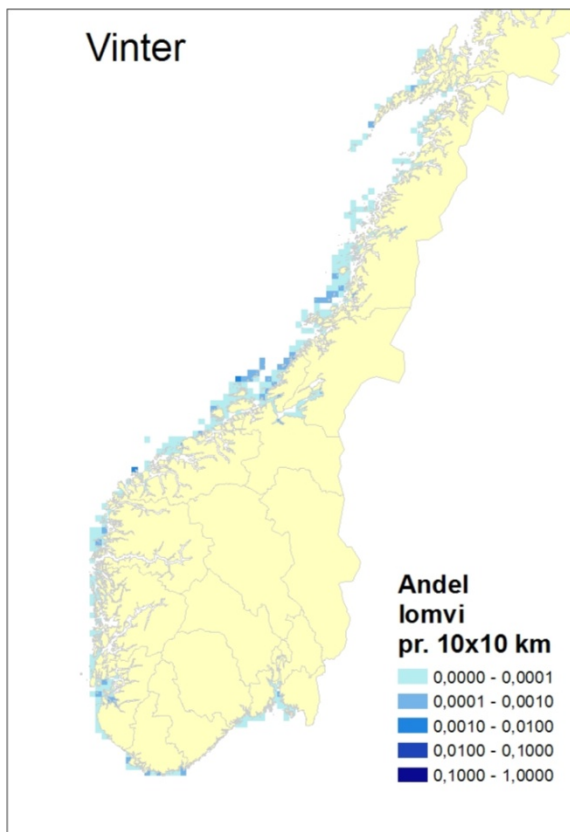 Vinter
Andel
lomvi
pr. 10x10 km
0,0000 - 0,0001
0,0001 - 0,0010
0,0010 - 0,0100
0,0100 - 0,1000
0,1000 - 1,0000